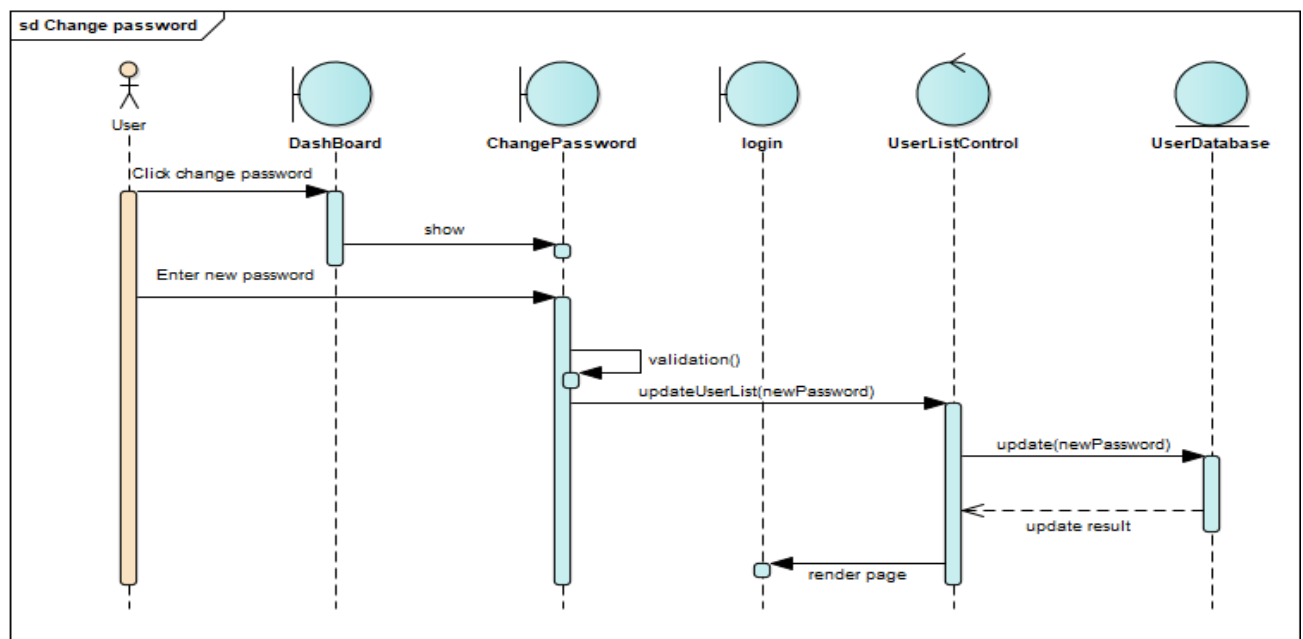 sd Change password
User
DashBoard
ChangePassword
login
UserListControl
UserDatabase
Click change password
show
Enter new password
validation()
updateUserList(newPassword)
update(newPassword)
update result
render page